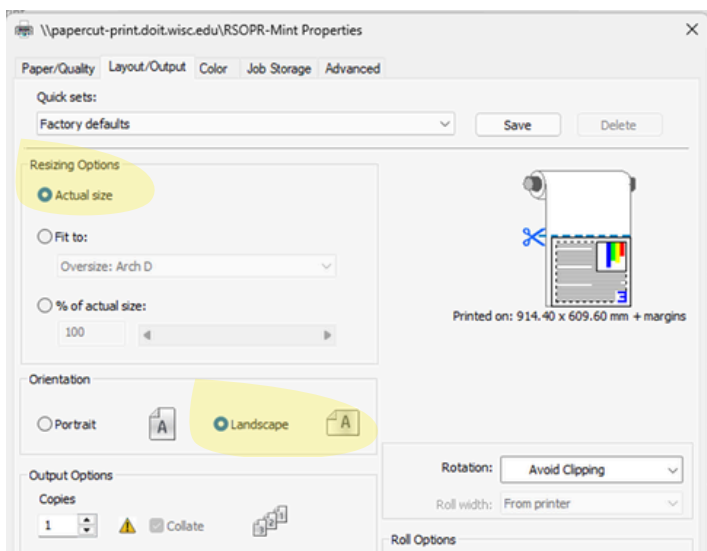 \\papercut-print.doit.wisc.edu\RSOPR-Mint Properties
Paper/Quality Layout/Output Color Job Storage Advanced
Quick sets:
Factory defaults
Save Delete
Resizing Options
Actual size
Fit to:
Oversize: Arch D
% of actual size:
100
Printed on: 914.40 x 609.60 mm + margins
Orientation
Portrait A Landscape A
Rotation: Avoid Clipping
Roll width: From printer
Output Options
Copies
1 Collate
Roll Options